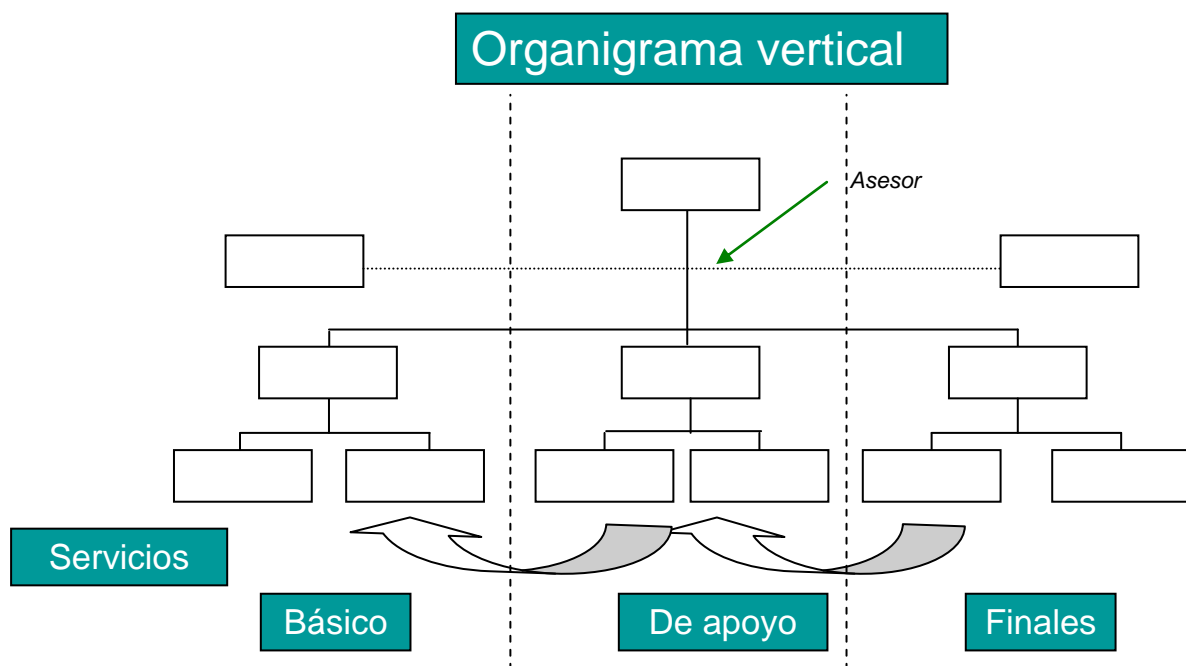 Organigrama vertical
Asesor
Servicios
Básico
De apoyo
Finales